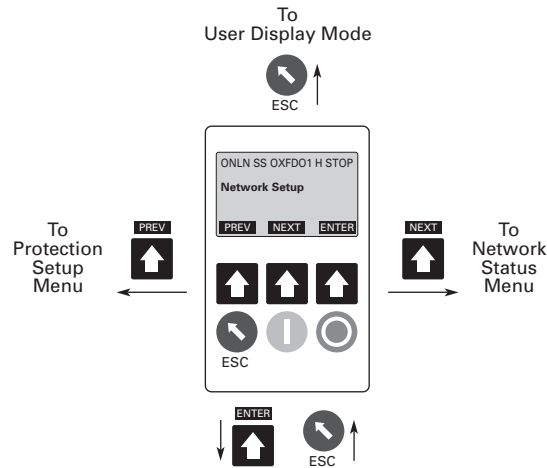 To
User Display Mode
ESC
ONLN SS OXFDO1 H STOP
Network Setup
PREV NEXT ENTER
To
Protection
Setup
Menu
PREV
NEXT
To
Network
Status
Menu
ESC
ENTER
ESC